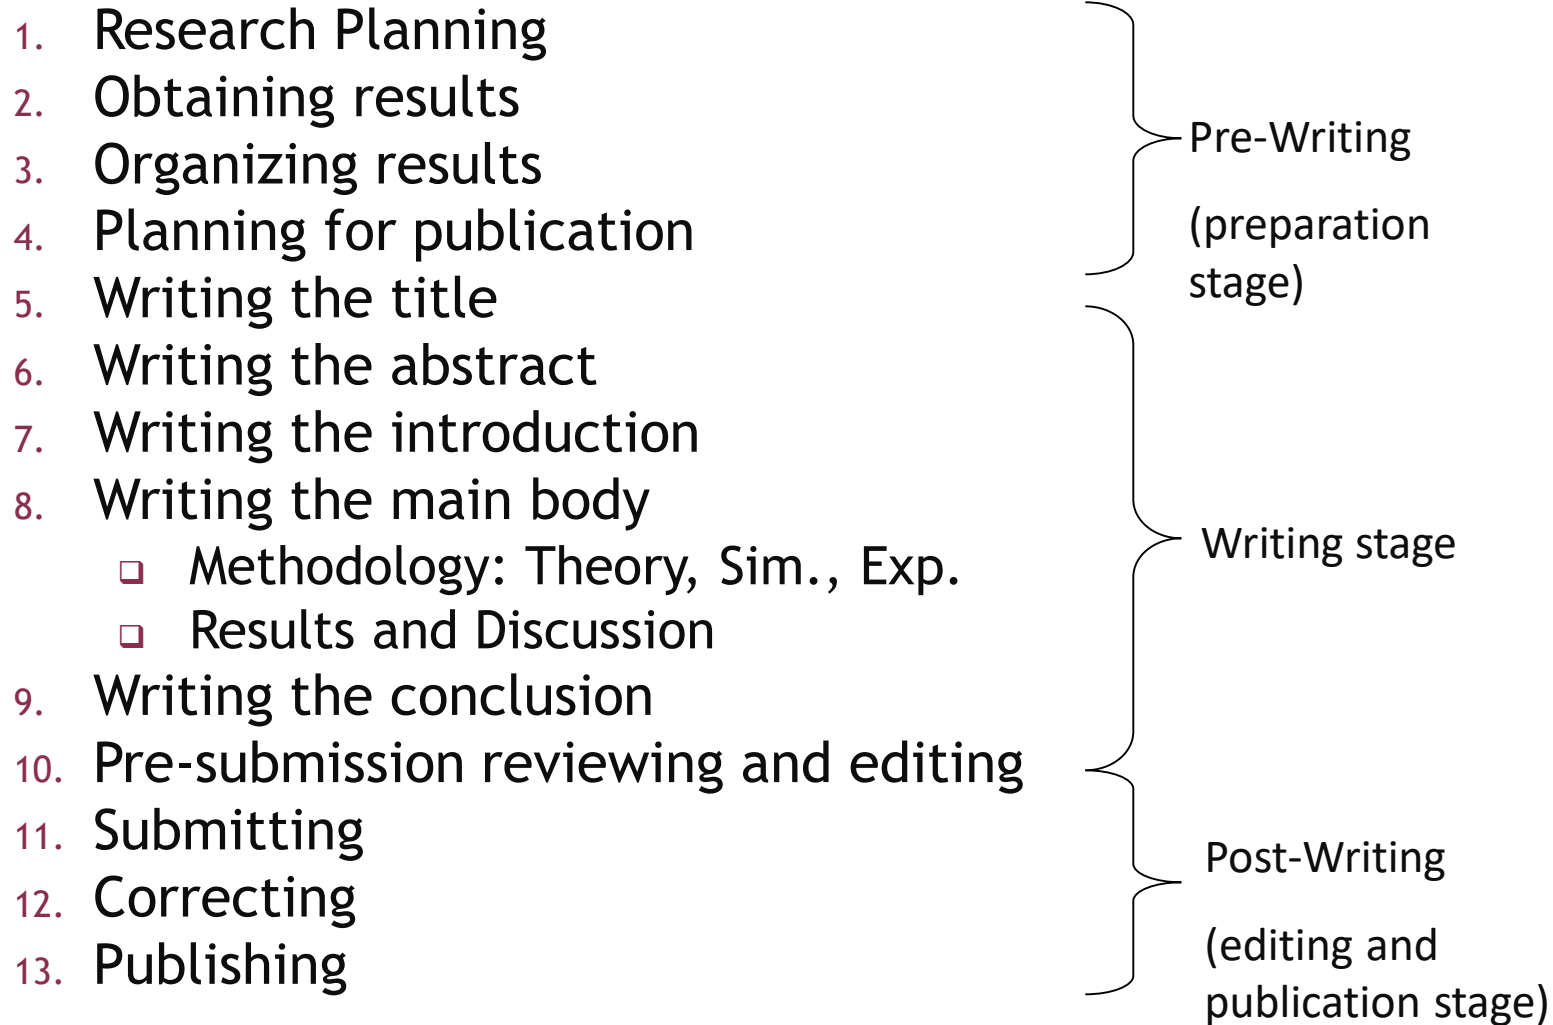 1. Research Planning
2. Obtaining results
3. Organizing results
4. Planning for publication
5. Writing the title
6. Writing the abstract
7. Writing the introduction
8. Writing the main body
❑ Methodology: Theory, Sim., Exp.
❑ Results and Discussion
9. Writing the conclusion
10. Pre-submission reviewing and editing
11. Submitting
12. Correcting
13. Publishing
Pre-Writing
(preparation
stage)
Writing stage
Post-Writing
(editing and
publication stage)